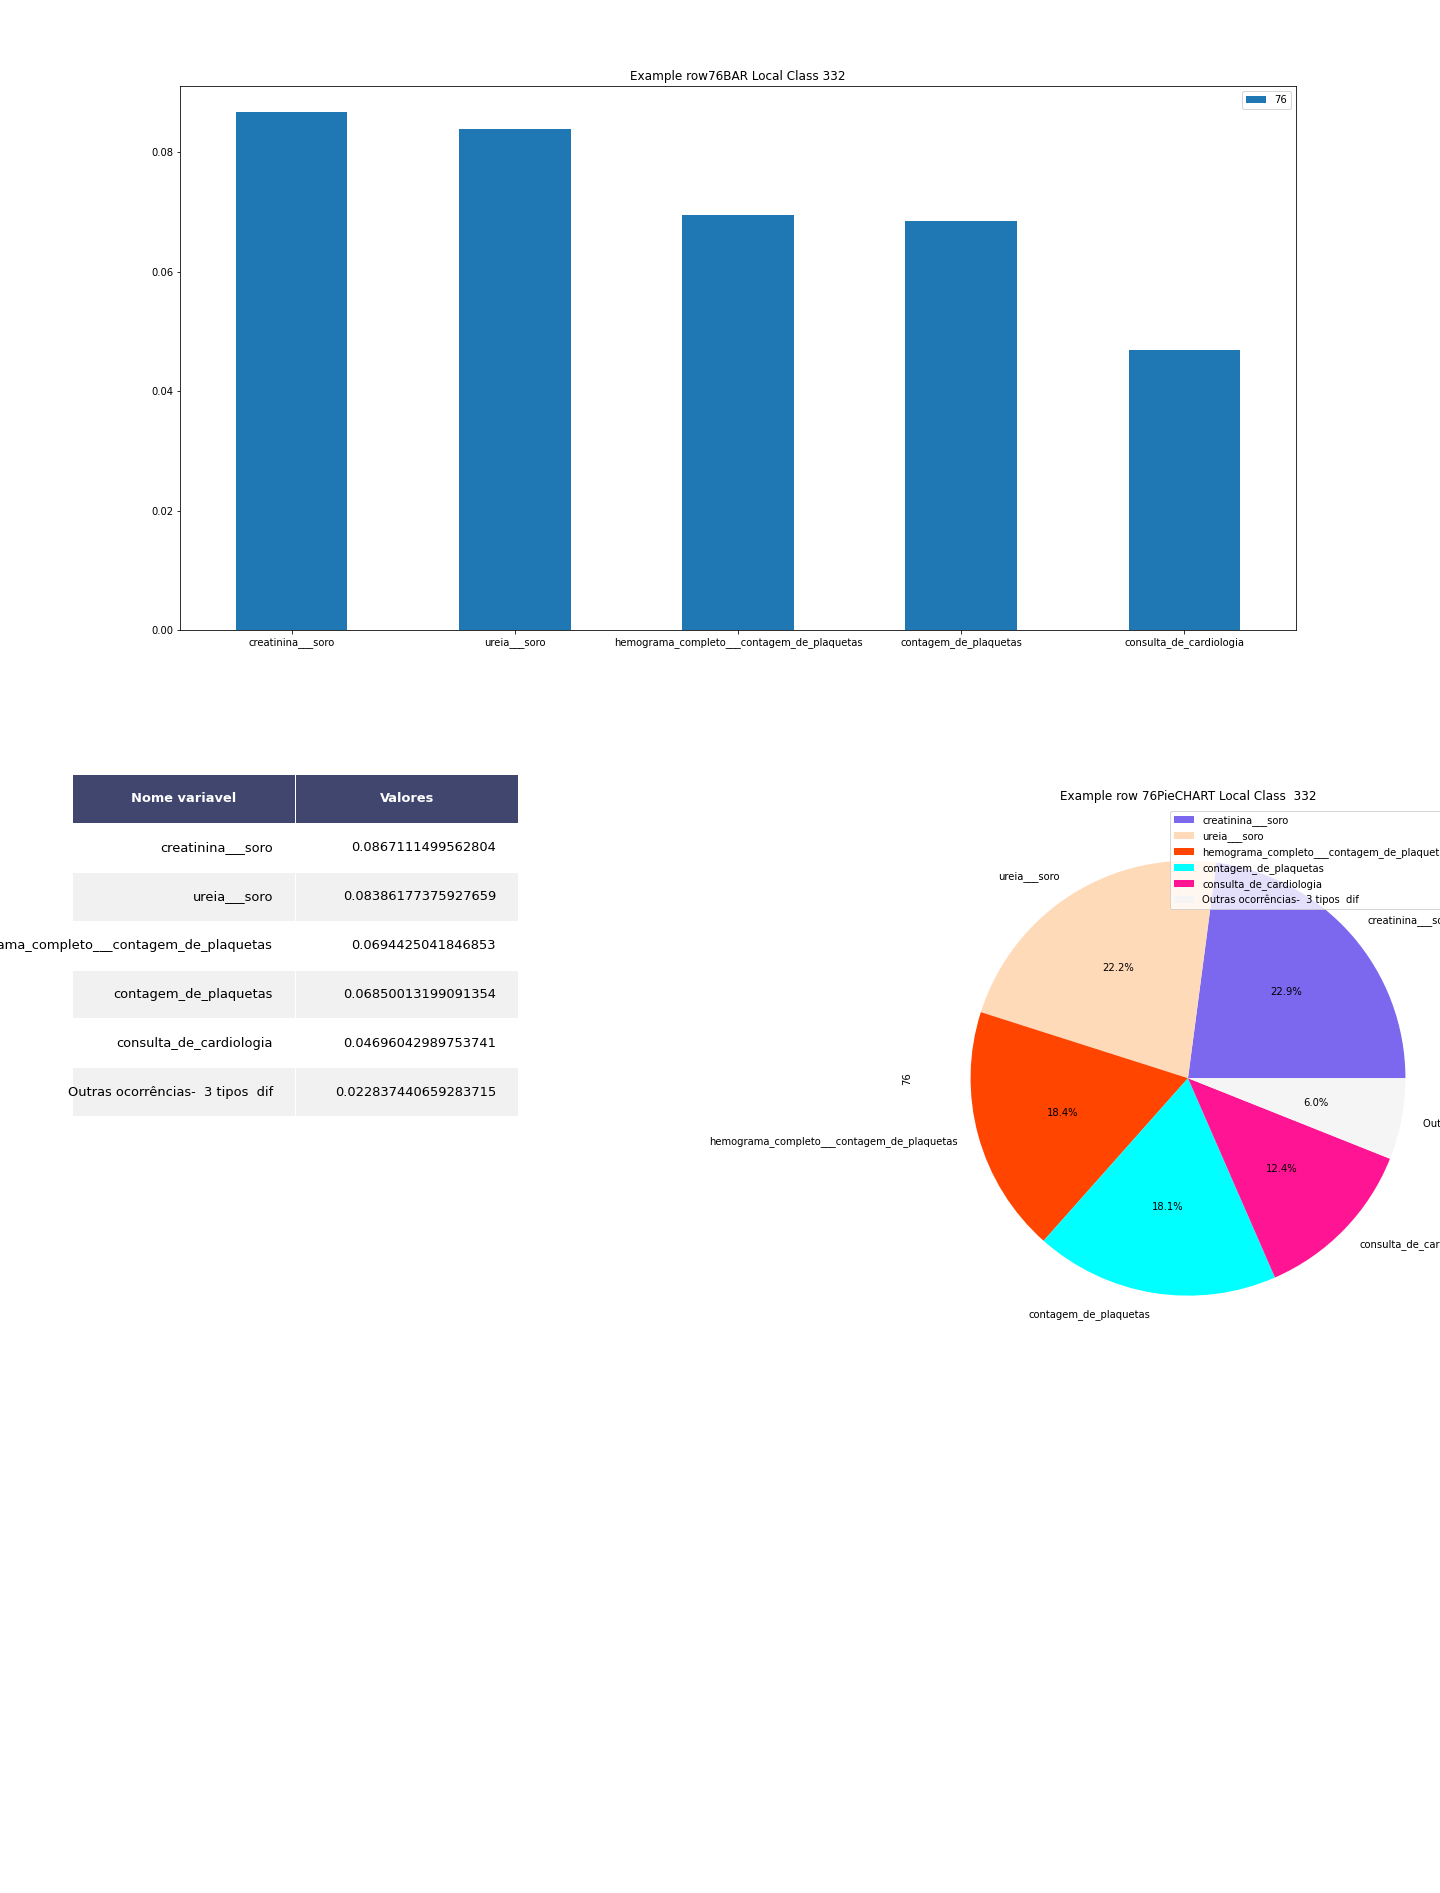 Example row76BAR Local Class 332
76
0.08
0.06
0.04
0.02
0.00
creatinina___soro
ureia___soro
hemograma_completo___contagem_de_plaquetas
contagem_de_plaquetas
consulta_de_cardiologia
Nome variavel Valores
creatinina___soro 0.0867111499562804
ureia___soro 0.08386177375927659
ama_completo___contagem_de_plaquetas 0.0694425041846853
contagem_de_plaquetas 0.06850013199091354
consulta_de_cardiologia 0.04696042989753741
Outras ocorrências-  3 tipos  dif 0.022837440659283715
Example row 76PieCHART Local Class  332
creatinina___soro
ureia___soro
hemograma_completo___contagem_de_plaquet
contagem_de_plaquetas
consulta_de_cardiologia
Outras ocorrências-  3 tipos  dif
ureia___soro
creatinina___so
22.2%
22.9%
76
6.0%
18.4%
Out
hemograma_completo___contagem_de_plaquetas
12.4%
18.1%
consulta_de_car
contagem_de_plaquetas